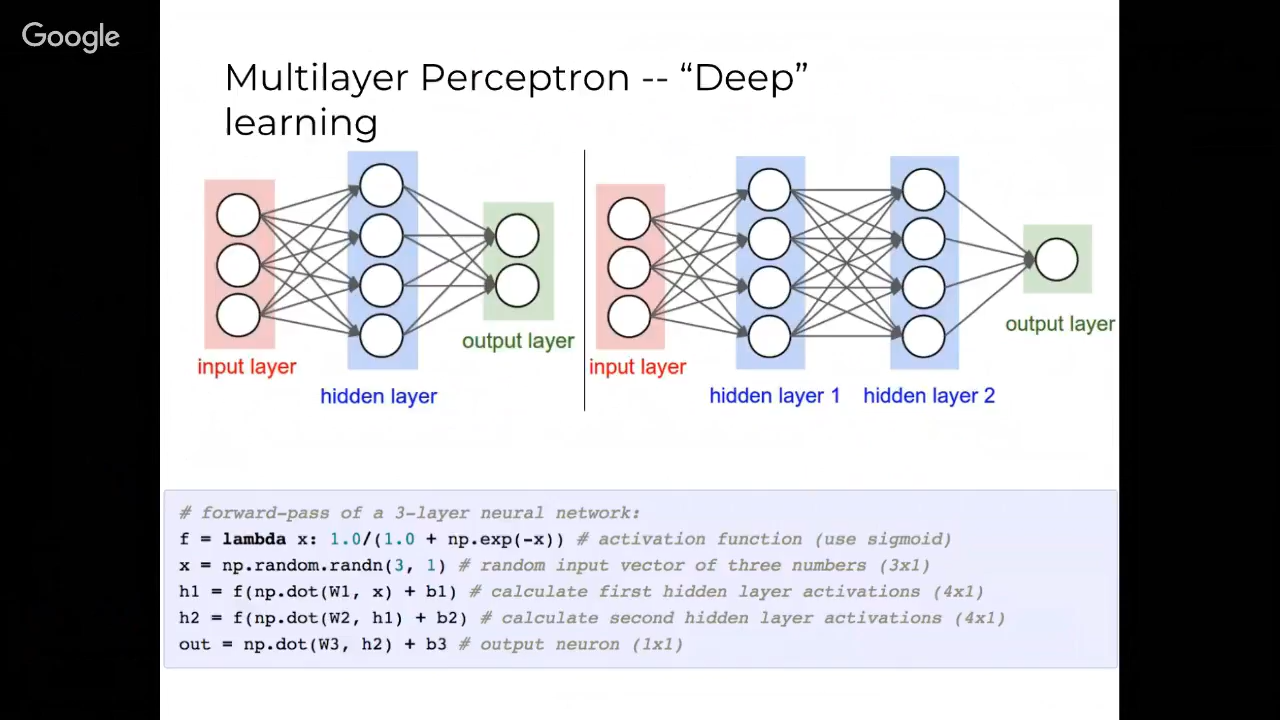 Google
Multilayer Perceptron -- “Deep”
learning
input layer
hidden layer
output layer
input layer
hidden layer 1
hidden layer 2
output layer
# forward-pass of a 3-layer neural network:
f = lambda x: 1.0/(1.0 + np.exp(-x)) # activation function (use sigmoid)
x = np.random.randn(3, 1) # random input vector of three numbers (3x1)
h1 = f(np.dot(W1, x) + b1) # calculate first hidden layer activations (4x1)
h2 = f(np.dot(W2, h1) + b2) # calculate second hidden layer activations (4x1)
out = np.dot(W3, h2) + b3 # output neuron (1x1)